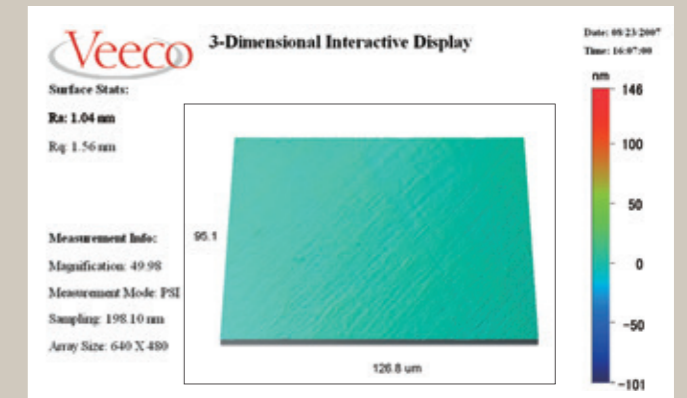 Veeco
3-Dimensional Interactive Display
Date: 08/23/2007
Time: 16:07:00
Surface Stats:
Ra: 1.04 nm
Rq: 1.56 nm
Measurement Info:
Magnification: 49.98
Measurement Mode: PSI
Sampling: 198.10 nm
Array Size: 640 X 480
95.1
126.8 um
nm
146
100
50
0
-50
-101